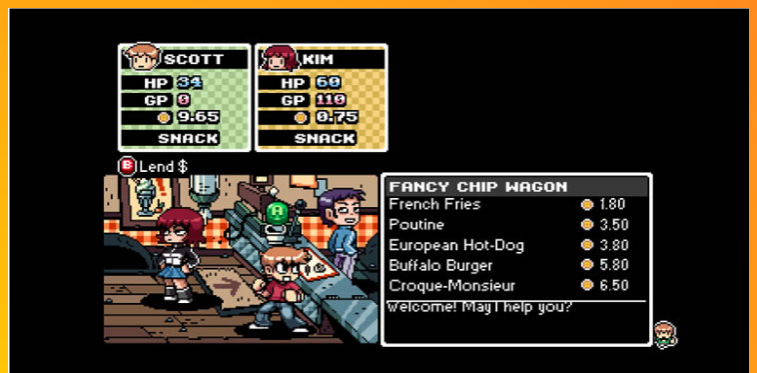 SCOTT
HP 34
GP 0
9.65
SNACK
KIM
HP 60
GP 110
0.75
SNACK
B Lend $
A
FANCY CHIP WAGON
French Fries 1.80
Poutine 3.50
European Hot-Dog 3.80
Buffalo Burger 5.80
Croque-Monsieur 6.50
Welcome! May I help you?